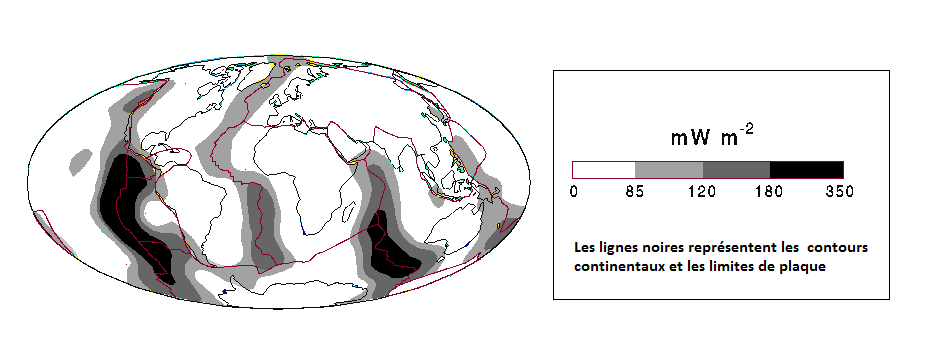 mW m-2
0 85 120 180 350
Les lignes noires représentent les contours
continentaux et les limites de plaque